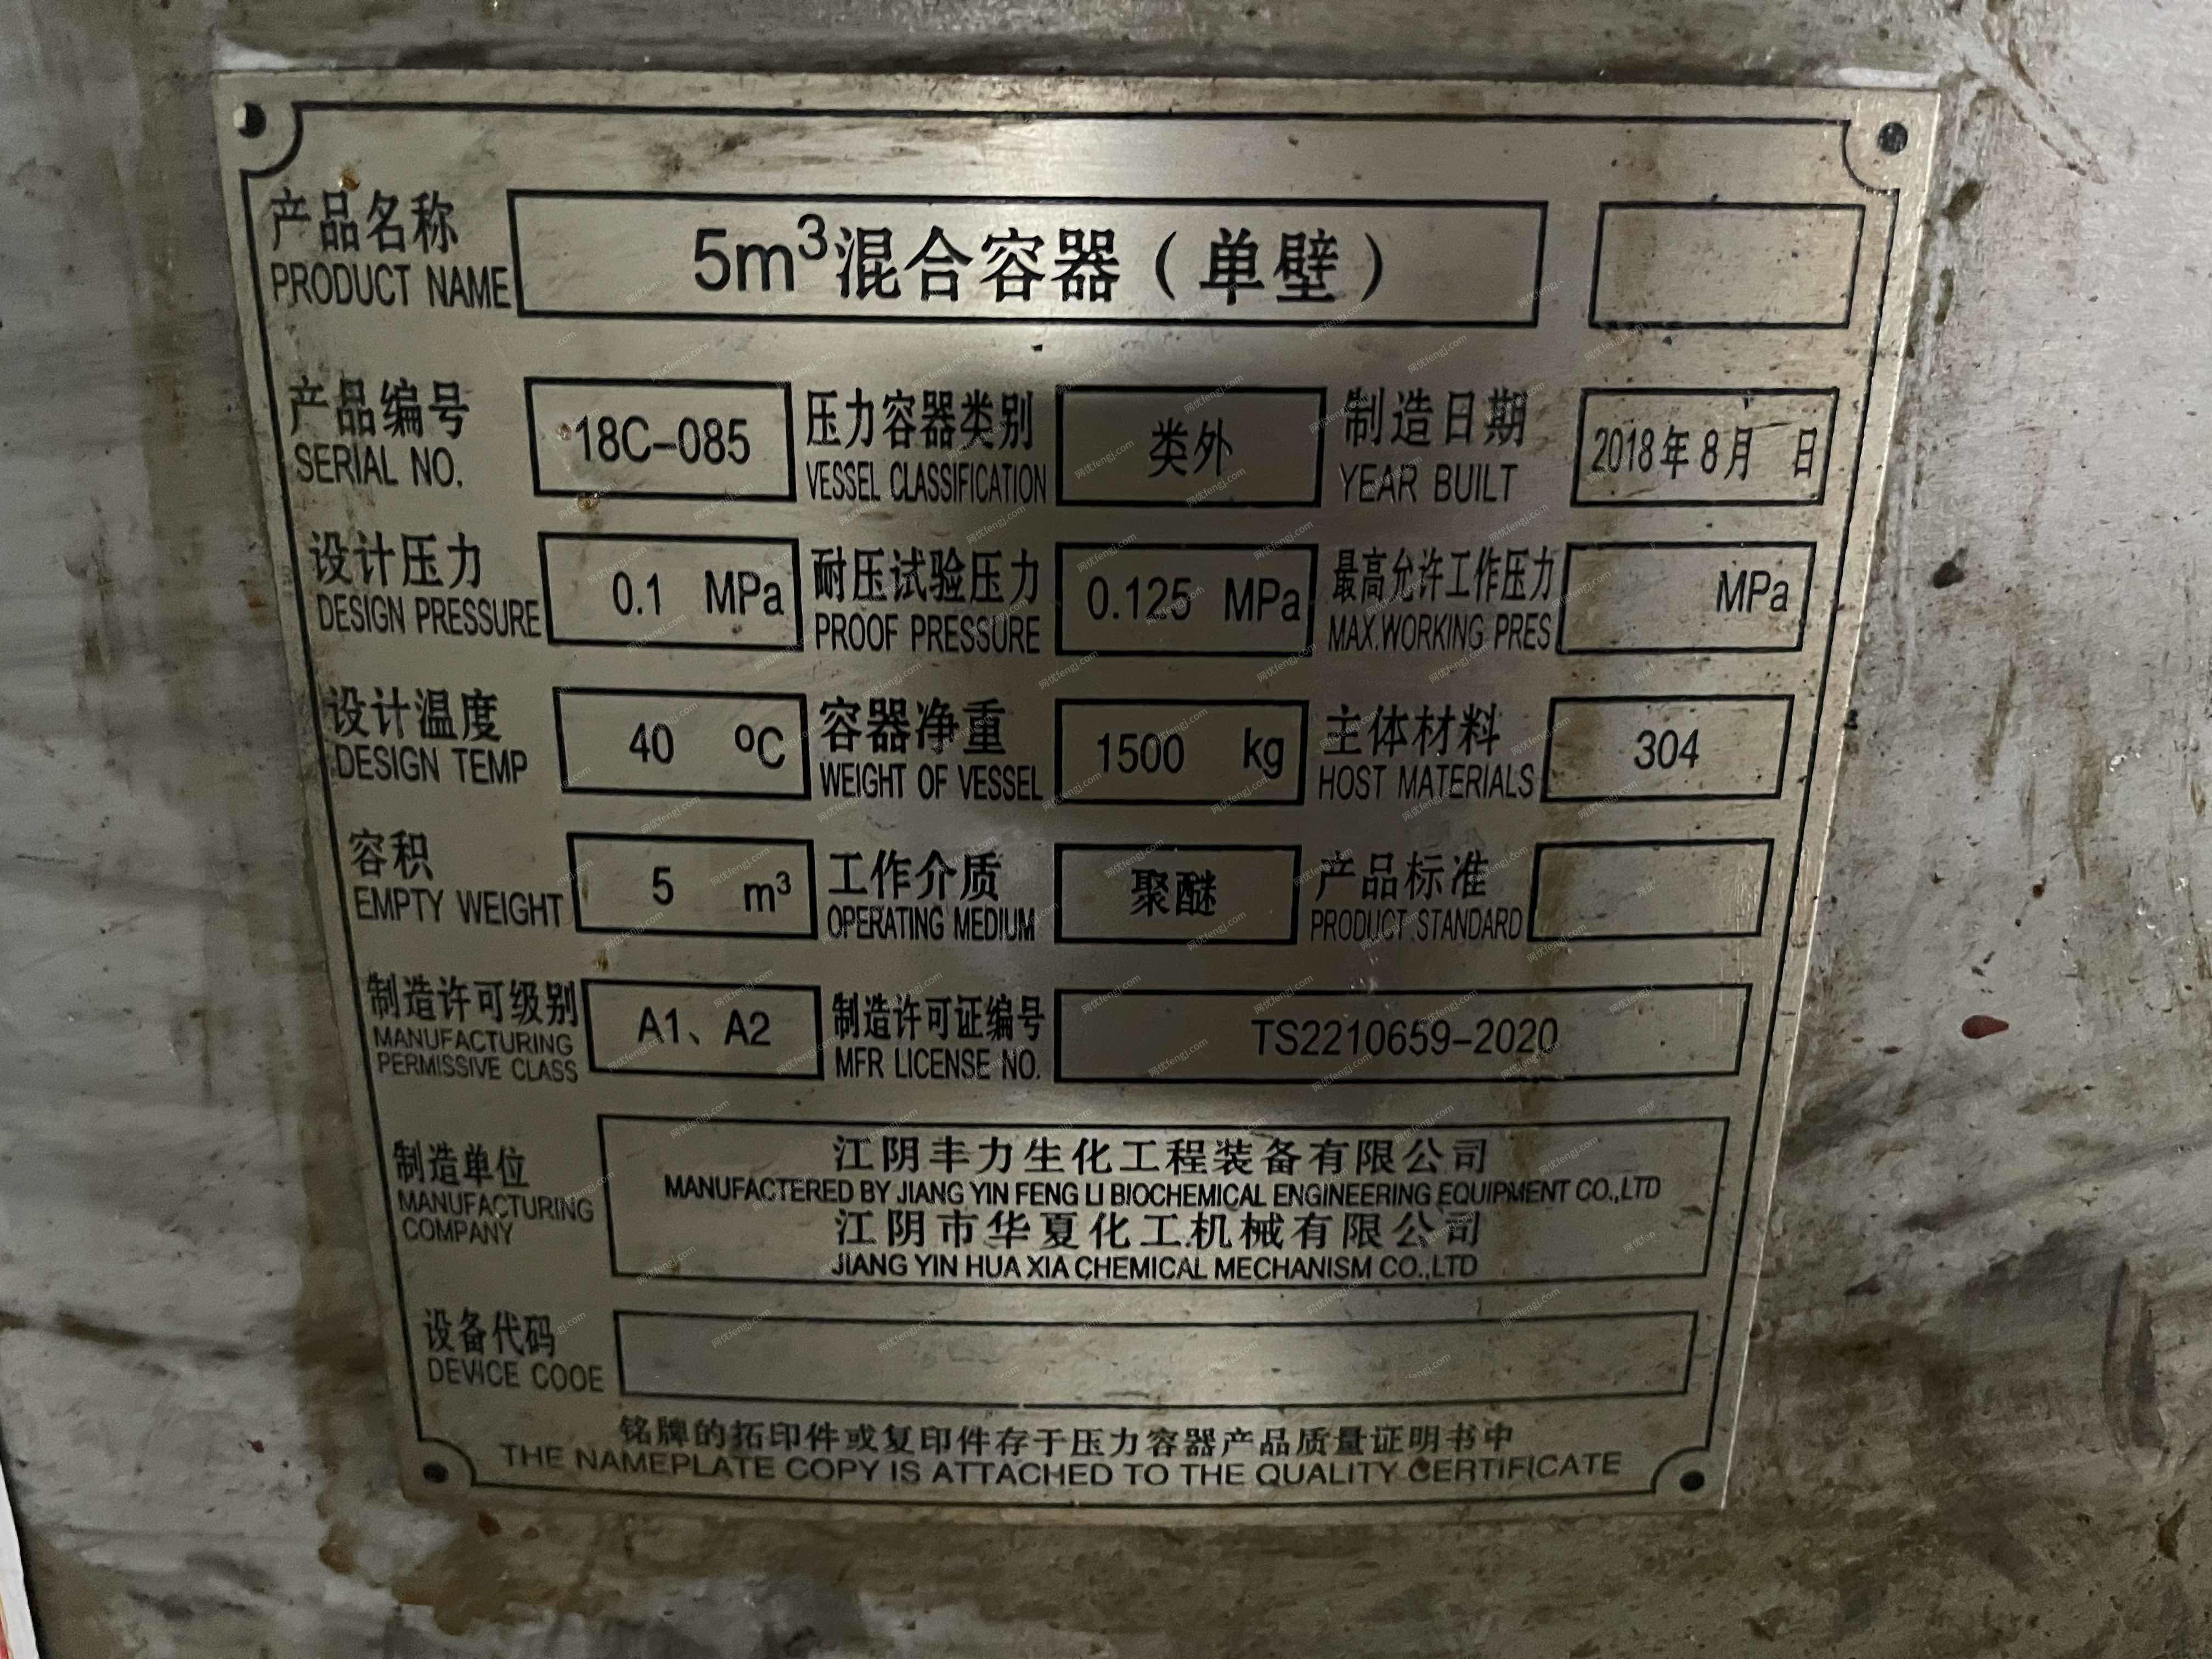 产品名称
PRODUCT NAME
5m³混合容器（单壁）
产品编号
SERIAL NO.
18C-085
压力容器类别
VESSEL CLASSIFICATION
类外
制造日期
YEAR BUILT
2018年8月 日
设计压力
DESIGN PRESSURE
0.1 MPa
耐压试验压力
PROOF PRESSURE
0.125 MPa
最高允许工作压力
MAX.WORKING PRES
MPa
设计温度
DESIGN TEMP
40 ºC
容器净重
WEIGHT OF VESSEL
1500 kg
主体材料
HOST MATERIALS
304
容积
EMPTY WEIGHT
5 m³
工作介质
OPERATING MEDIUM
聚醚
产品标准
PRODUCT STANDARD
制造许可级别
MANUFACTURING
PERMISSIVE CLASS
A1、A2
制造许可证编号
MFR LICENSE NO.
TS2210659-2020
制造单位
MANUFACTURING
COMPANY
江阴丰力生化工程装备有限公司
MANUFACTERED BY JIANG YIN FENG LI BIOCHEMICAL ENGINEERING EQUIPMENT CO.,LTD
江阴市华夏化工机械有限公司
JIANG YIN HUA XIA CHEMICAL MECHANISM CO.,LTD
设备代码
DEVICE COOE
铭牌的拓印件或复印件存于压力容器产品质量证明书中
THE NAMEPLATE COPY IS ATTACHED TO THE QUALITY CERTIFICATE
网优fengj.com